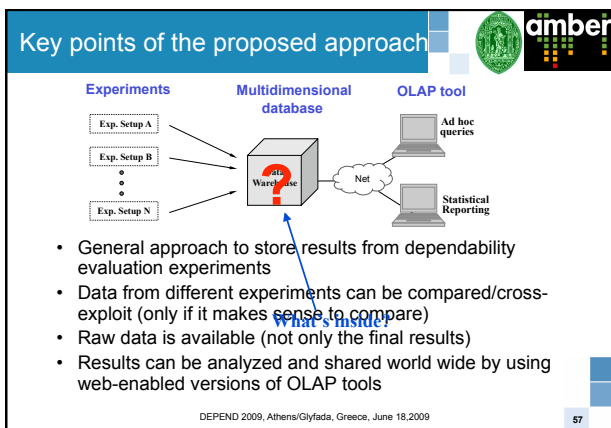 Key points of the proposed approach
amber
Experiments
Multidimensional
database
OLAP tool
Exp. Setup A
Exp. Setup B
Exp. Setup N
Data
Warehouse
?
Net
Ad hoc
queries
Statistical
Reporting
• General approach to store results from dependability
evaluation experiments
• Data from different experiments can be compared/cross-
exploit (only if it makes sense to compare)
What's inside?
• Raw data is available (not only the final results)
• Results can be analyzed and shared world wide by using
web-enabled versions of OLAP tools
DEPEND 2009, Athens/Glyfada, Greece, June 18,2009
57